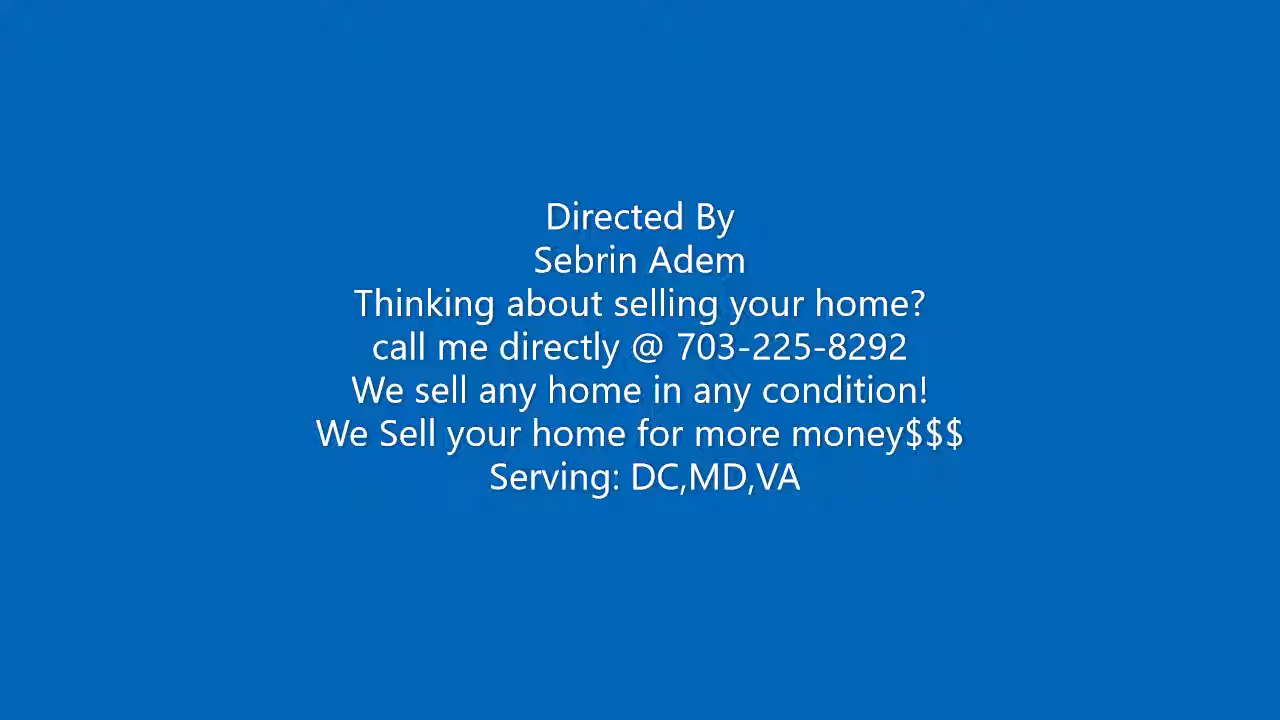 Directed By
Sebrin Adem
Thinking about selling your home?
call me directly @ 703-225-8292
We sell any home in any condition!
We Sell your home for more money$$$
Serving: DC,MD,VA